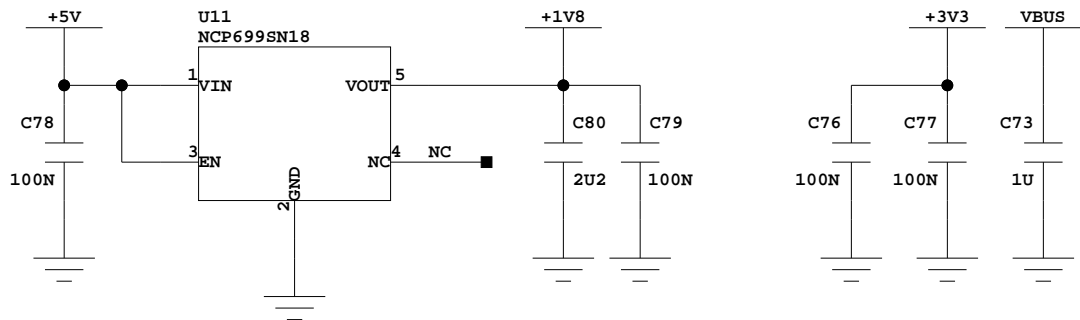 +5V
U11
NCP699SN18
+1V8
+3V3
VBUS
1
VIN
VOUT
5
C78
100N
3
EN
NC
4
NC
GND
2
C80
2U2
C79
100N
C76
100N
C77
100N
C73
1U